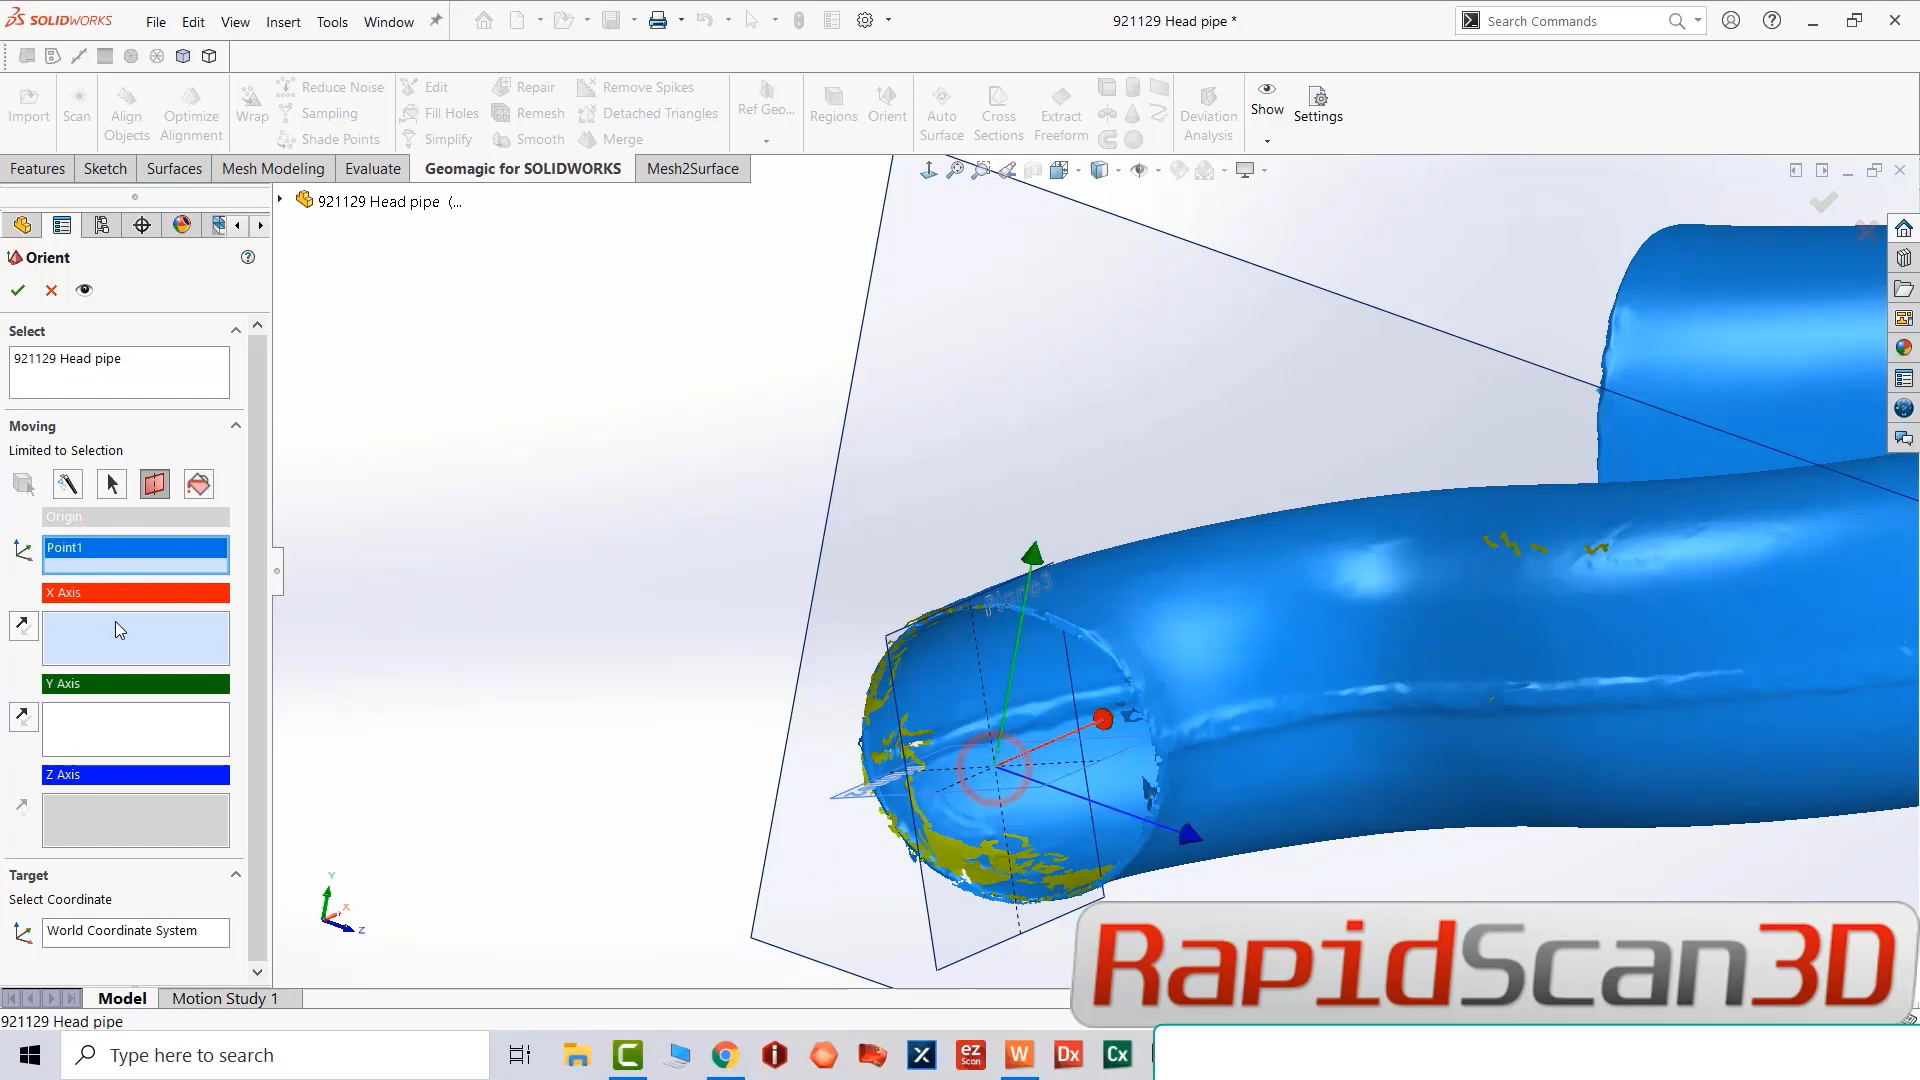 SOLIDWORKS File Edit View Insert Tools Window 921129 Head pipe * Search Commands
Import Scan Align Objects Optimize Alignment Wrap Reduce Noise Sampling Shade Points Edit Fill Holes Simplify Repair Remesh Smooth Remove Spikes Detached Triangles Merge Ref Geo... Regions Orient Auto Surface Cross Sections Extract Freeform Deviation Analysis Show Settings
Features Sketch Surfaces Mesh Modeling Evaluate Geomagic for SOLIDWORKS Mesh2Surface
921129 Head pipe (...
Orient
Select
921129 Head pipe
Moving
Limited to Selection
Origin
Point1
X Axis
Y Axis
Z Axis
Target
Select Coordinate
World Coordinate System
Plane3
Y
X
Z
RapidScan3D
Model Motion Study 1
921129 Head pipe
Type here to search
C X ez Scan W Dx Cx